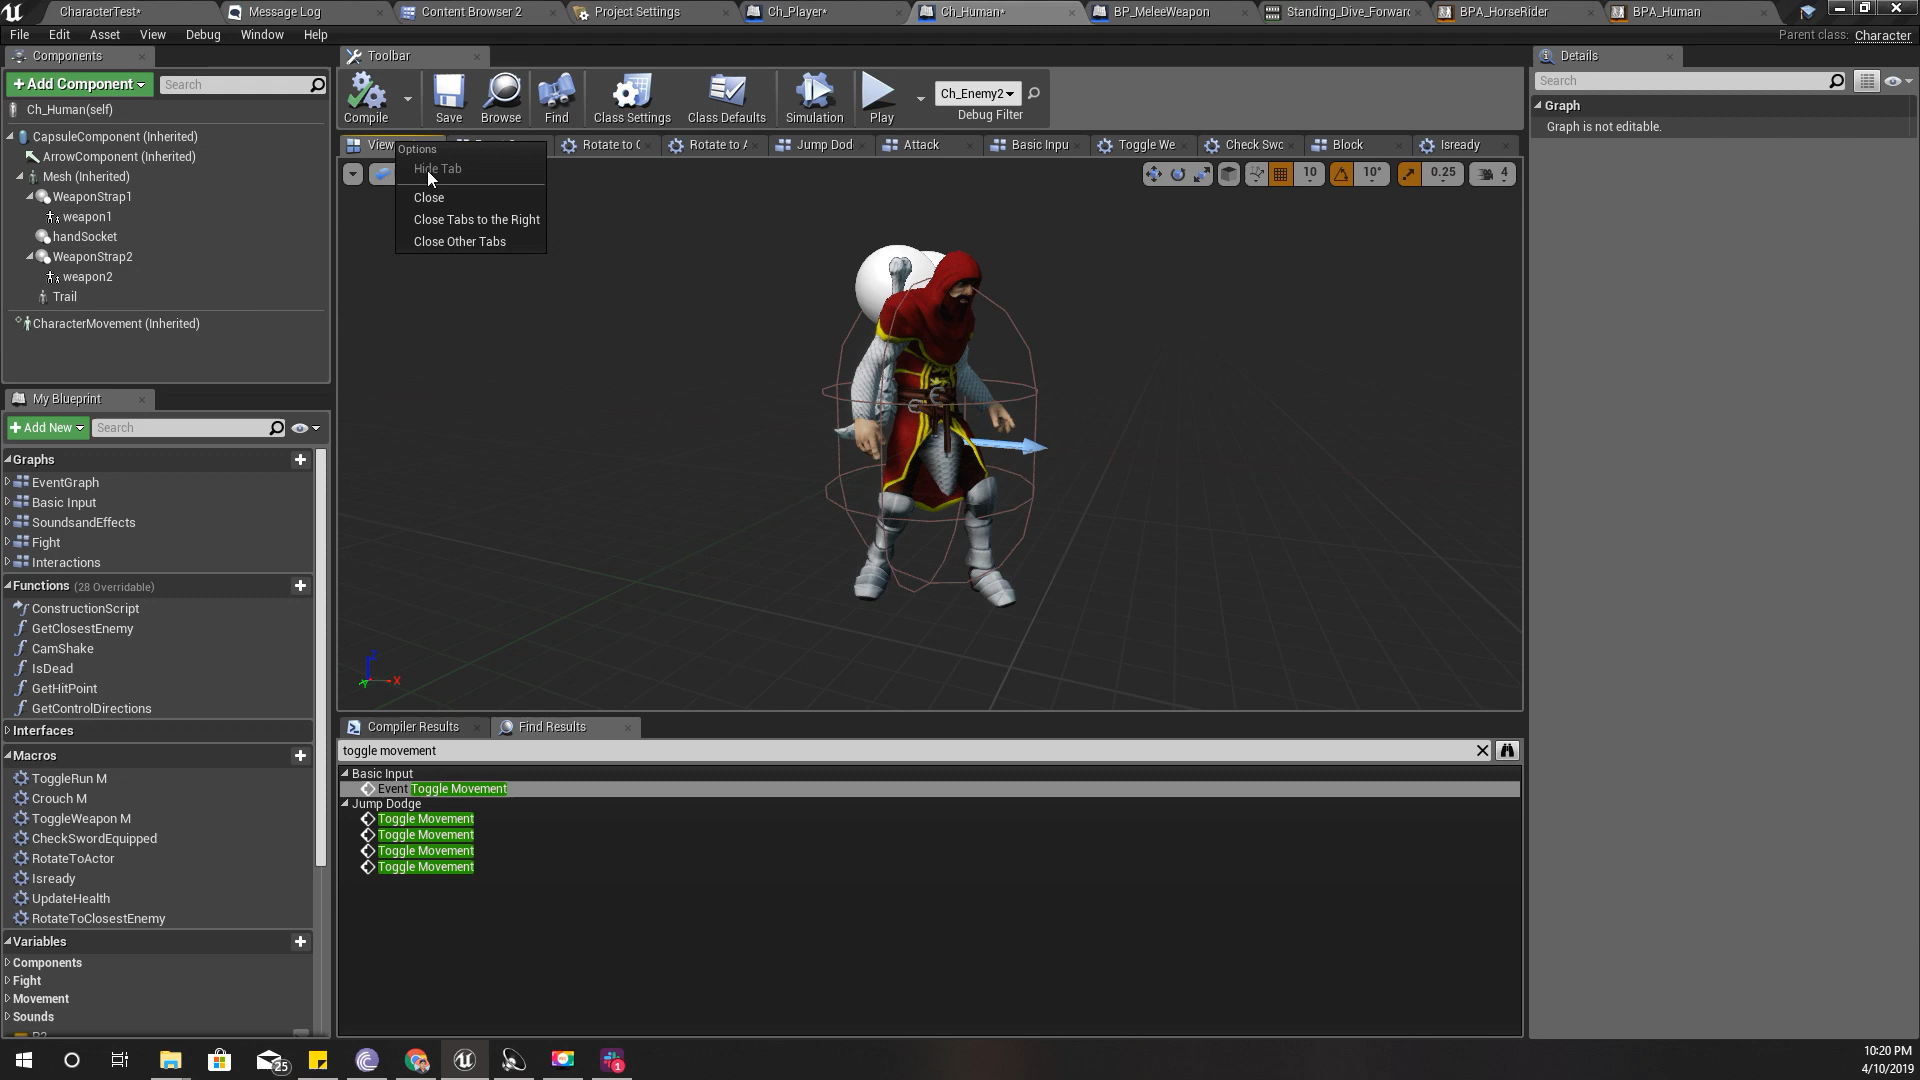 CharacterTest*
Message Log
Content Browser 2
Project Settings
Ch_Player*
Ch_Human*
BP_MeleeWeapon
Standing_Dive_Forward
BPA_HorseRider
BPA_Human
File
Edit
Asset
View
Debug
Window
Help
Parent class: Character
Components
Toolbar
Details
+Add Component
Search
Ch_Human(self)
CapsuleComponent (Inherited)
ArrowComponent (Inherited)
Mesh (Inherited)
WeaponStrap1
weapon1
handSocket
WeaponStrap2
weapon2
Trail
CharacterMovement (Inherited)
Compile
Save
Browse
Find
Class Settings
Class Defaults
Simulation
Play
Ch_Enemy2
Debug Filter
View
Rotate to C
Rotate to A
Jump Dod
Attack
Basic Inpu
Toggle We
Check Swo
Block
Isready
Options
Hide Tab
Close
Close Tabs to the Right
Close Other Tabs
10
10°
0.25
4
Z
X
Y
Search
Graph
Graph is not editable.
My Blueprint
+Add New
Search
Graphs
EventGraph
Basic Input
SoundsandEffects
Fight
Interactions
Functions (28 Overridable)
ConstructionScript
GetClosestEnemy
CamShake
IsDead
GetHitPoint
GetControlDirections
Interfaces
Macros
ToggleRun M
Crouch M
ToggleWeapon M
CheckSwordEquipped
RotateToActor
Isready
UpdateHealth
RotateToClosestEnemy
Variables
Components
Fight
Movement
Sounds
Compiler Results
Find Results
toggle movement
Basic Input
Event Toggle Movement
Jump Dodge
Toggle Movement
Toggle Movement
Toggle Movement
Toggle Movement
25
1
10:20 PM
4/10/2019